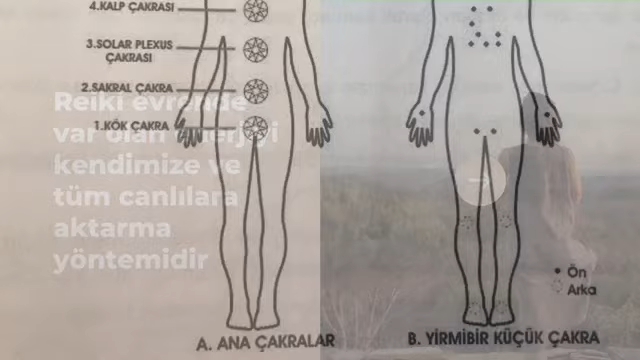 4.KALP ÇAKRASI
3.SOLAR PLEXUS
ÇAKRASI
2.SAKRAL ÇAKRA
1.KÖK ÇAKRA
Reiki evrende
var olan enerjiyi
kendimize ve
tüm canlılara
aktarma
yöntemidir
Ön
Arka
A. ANA ÇAKRALAR
B. YİRMİBİR KÜÇÜK ÇAKRA